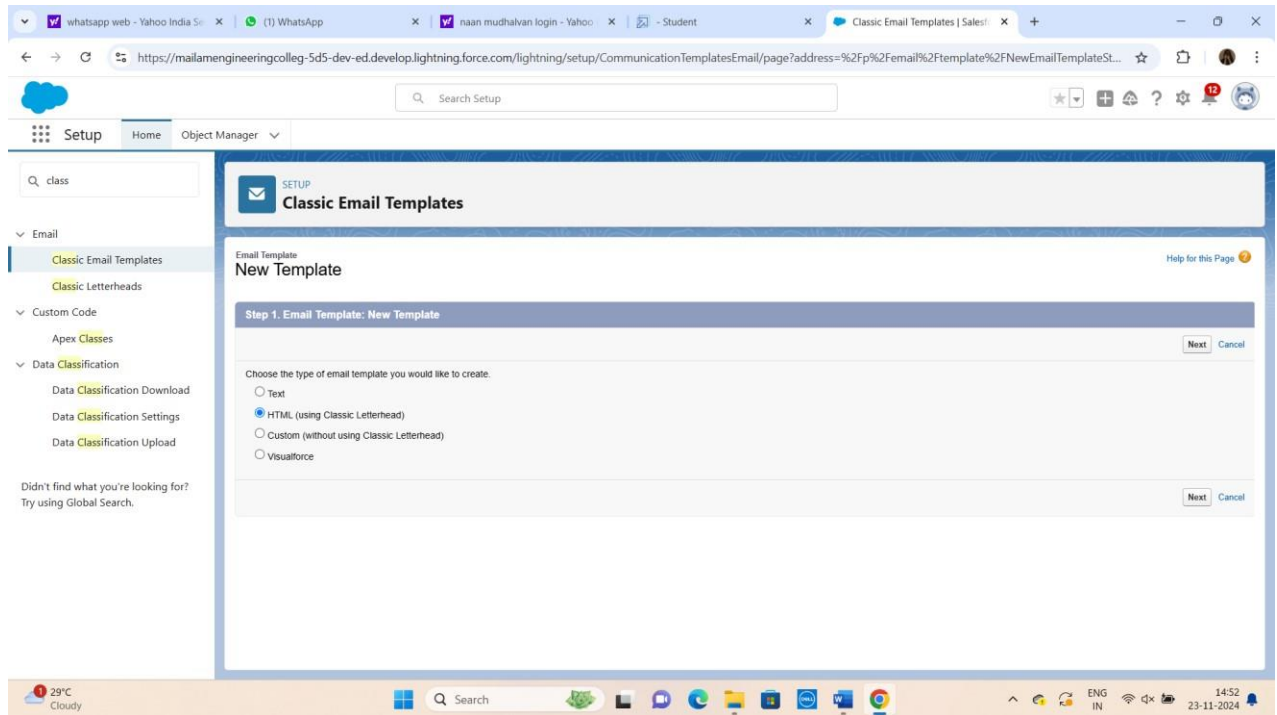 whatsapp web - Yahoo India Se
(1) WhatsApp
naan mudhalvan login - Yahoo
- Student
Classic Email Templates | Salesf
https://mailamengineeringcolleg-5d5-dev-ed.develop.lightning.force.com/lightning/setup/CommunicationTemplatesEmail/page?address=%2Fp%2Femail%2Ftemplate%2FNewEmailTemplateSt...
Search Setup
12
Setup Home Object Manager
class
SETUP
Classic Email Templates
Email
Classic Email Templates
Classic Letterheads
Custom Code
Apex Classes
Data Classification
Data Classification Download
Data Classification Settings
Data Classification Upload
Didn't find what you're looking for?
Try using Global Search.
Email Template
New Template
Help for this Page
Step 1. Email Template: New Template
Next Cancel
Choose the type of email template you would like to create.
Text
HTML (using Classic Letterhead)
Custom (without using Classic Letterhead)
Visualforce
Next Cancel
1
29°C
Cloudy
Search
DELL
W
ENG
IN
14:52
23-11-2024